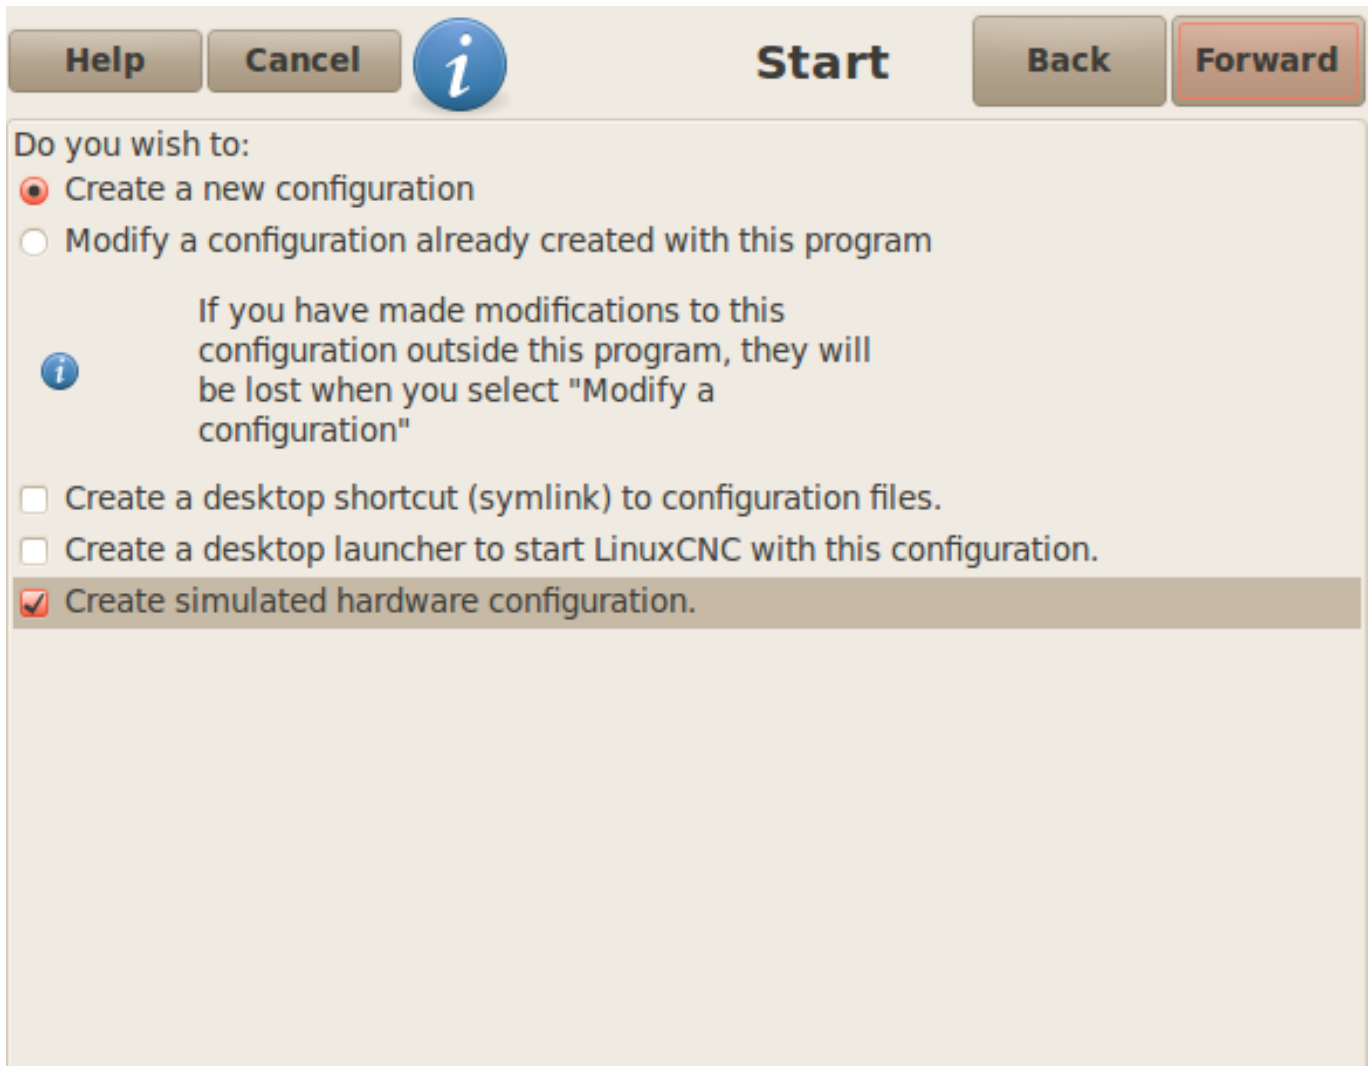 Help Cancel i Start Back Forward
Do you wish to:
Create a new configuration
Modify a configuration already created with this program
If you have made modifications to this
configuration outside this program, they will
i
be lost when you select "Modify a
configuration"
Create a desktop shortcut (symlink) to configuration files.
Create a desktop launcher to start LinuxCNC with this configuration.
Create simulated hardware configuration.